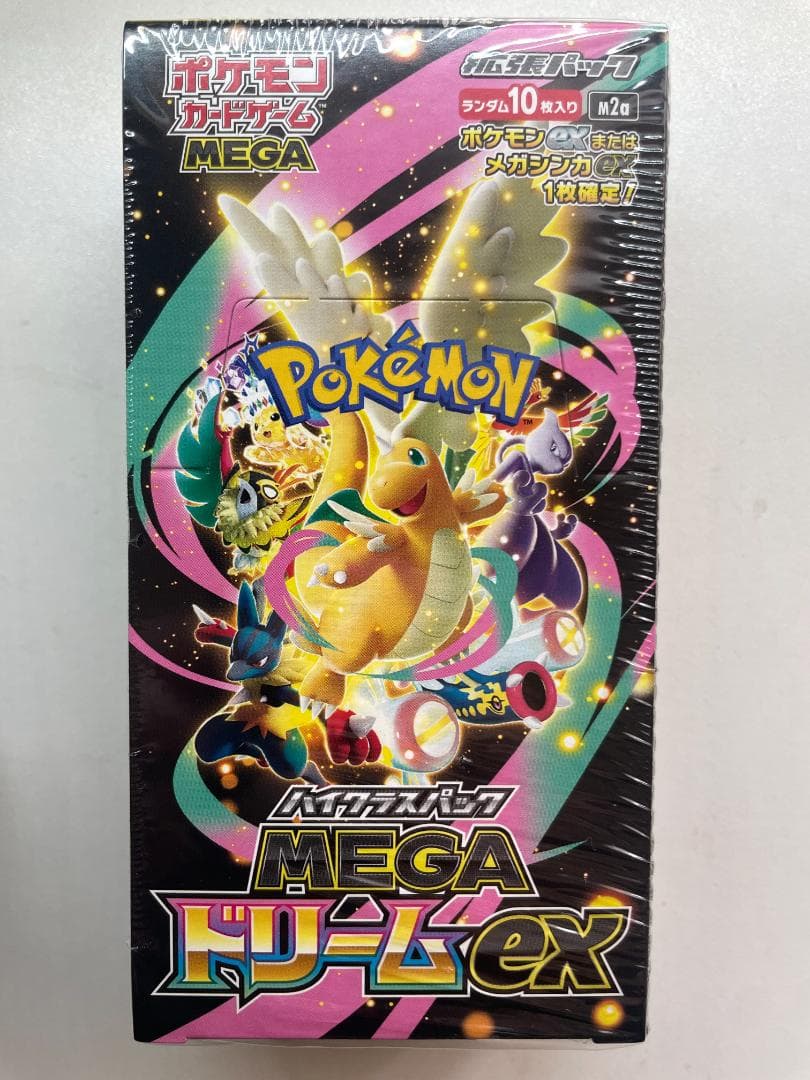 ポケモン
カードゲーム™
MEGA
拡張パック
ランダム10枚入り
M2a
ポケモンexまたは
メガシンカex
1枚確定!
POKÉMON™
ハイクラスパック
MEGA
ドリームex